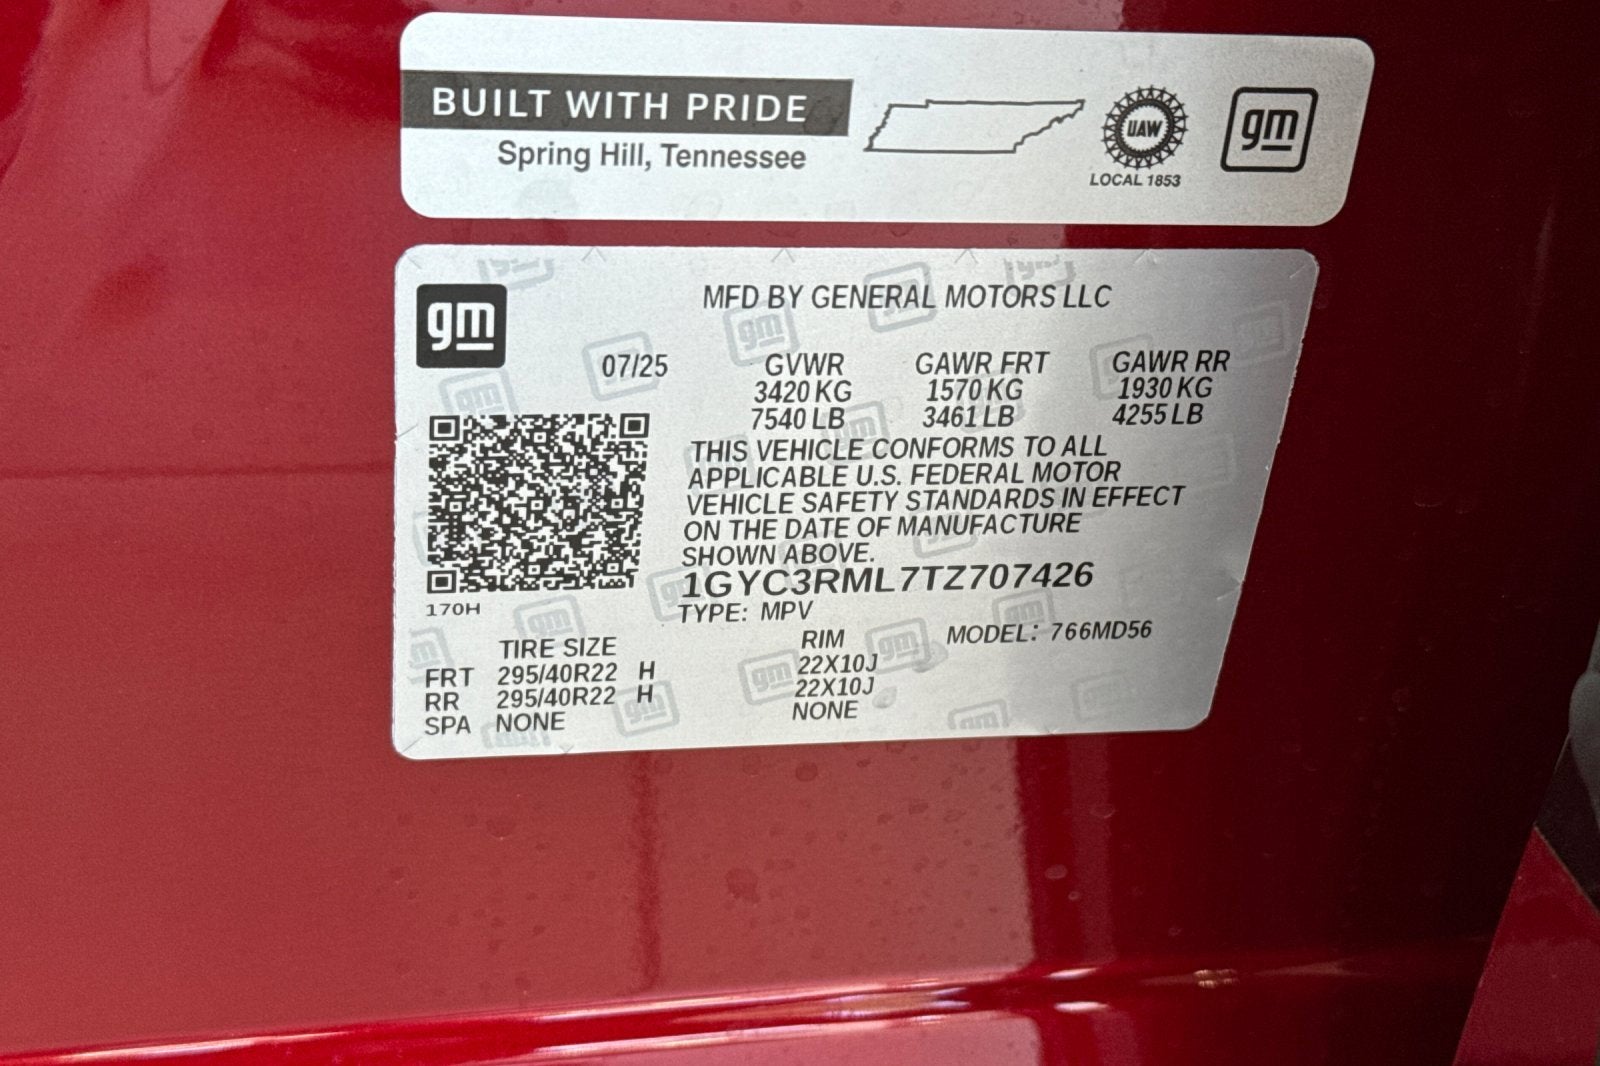 BUILT WITH PRIDE
Spring Hill, Tennessee
UAW
LOCAL 1853
gm
gm
MFD BY GENERAL MOTORS LLC
07/25 GVWR GAWR FRT GAWR RR
3420 KG 1570 KG 1930 KG
7540 LB 3461 LB 4255 LB
THIS VEHICLE CONFORMS TO ALL
APPLICABLE U.S. FEDERAL MOTOR
VEHICLE SAFETY STANDARDS IN EFFECT
ON THE DATE OF MANUFACTURE
SHOWN ABOVE.
1GYC3RML7TZ707426
170H
TYPE: MPV
TIRE SIZE RIM MODEL: 766MD56
FRT 295/40R22 H 22X10J
RR 295/40R22 H 22X10J
SPA NONE NONE